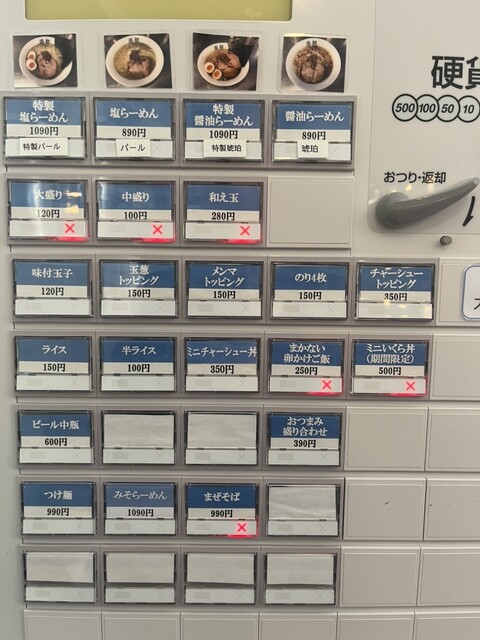 硬貨
500 100 50 10
おつり・返却
特製
塩らーめん
1090円
特製パール
塩らーめん
890円
パール
特製
醤油らーめん
1090円
特製琥珀
醤油らーめん
890円
琥珀
大盛り
120円
中盛り
100円
和え玉
280円
味付玉子
120円
玉葱
トッピング
150円
メンマ
トッピング
150円
のり4枚
150円
チャーシュー
トッピング
350円
ライス
150円
半ライス
100円
ミニチャーシュー丼
350円
まかない
卵かけご飯
250円
ミニいくら丼
(期間限定)
500円
ビール中瓶
600円
おつまみ
盛り合わせ
390円
つけ麺
990円
みそらーめん
1090円
まぜそば
990円